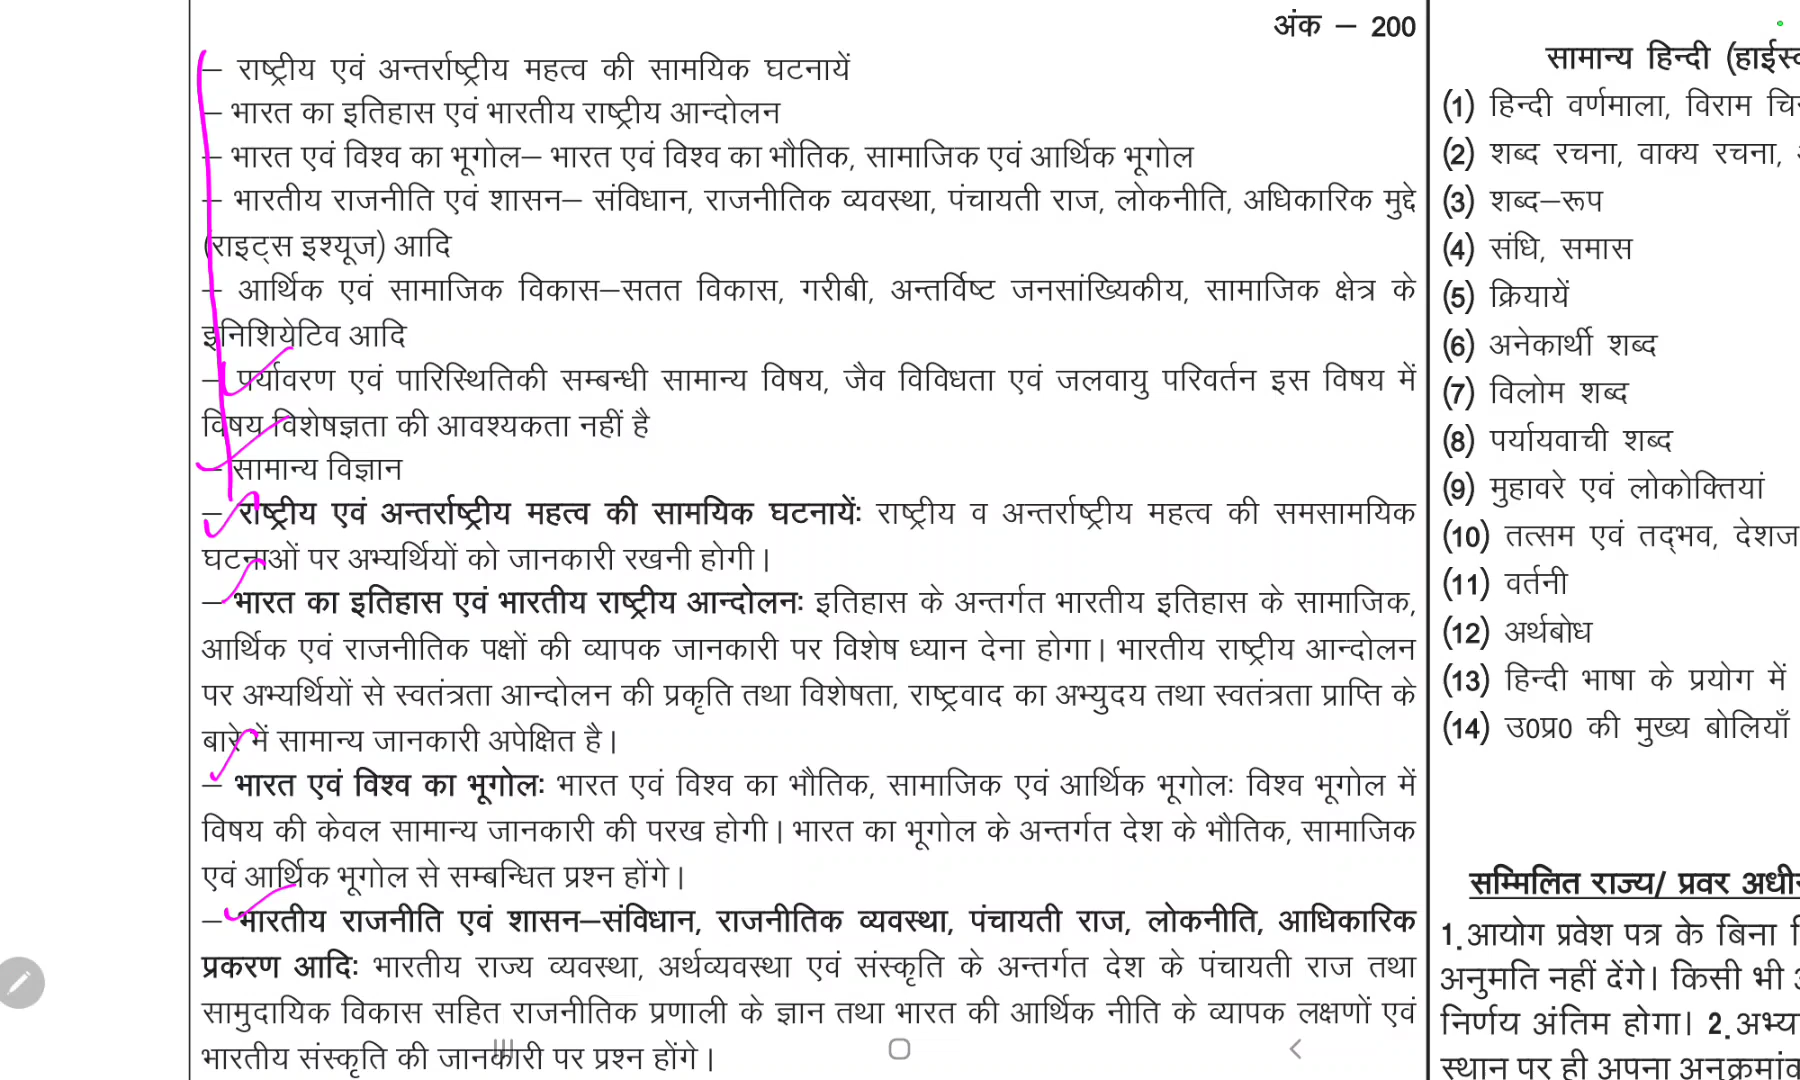 अंक – 200
– राष्ट्रीय एवं अन्तर्राष्ट्रीय महत्व की सामयिक घटनायें
– भारत का इतिहास एवं भारतीय राष्ट्रीय आन्दोलन
– भारत एवं विश्व का भूगोल– भारत एवं विश्व का भौतिक, सामाजिक एवं आर्थिक भूगोल
– भारतीय राजनीति एवं शासन– संविधान, राजनीतिक व्यवस्था, पंचायती राज, लोकनीति, अधिकारिक मुद्दे
(राइट्स इश्यूज) आदि
– आर्थिक एवं सामाजिक विकास–सतत विकास, गरीबी, अन्तर्विष्ट जनसांख्यिकीय, सामाजिक क्षेत्र के
इनिशियेटिव आदि
– पर्यावरण एवं पारिस्थितिकी सम्बन्धी सामान्य विषय, जैव विविधता एवं जलवायु परिवर्तन इस विषय में
विषय विशेषज्ञता की आवश्यकता नहीं है
– सामान्य विज्ञान
– राष्ट्रीय एवं अन्तर्राष्ट्रीय महत्व की सामयिक घटनायें: राष्ट्रीय व अन्तर्राष्ट्रीय महत्व की समसामयिक
घटनाओं पर अभ्यर्थियों को जानकारी रखनी होगी।
– भारत का इतिहास एवं भारतीय राष्ट्रीय आन्दोलन: इतिहास के अन्तर्गत भारतीय इतिहास के सामाजिक,
आर्थिक एवं राजनीतिक पक्षों की व्यापक जानकारी पर विशेष ध्यान देना होगा। भारतीय राष्ट्रीय आन्दोलन
पर अभ्यर्थियों से स्वतंत्रता आन्दोलन की प्रकृति तथा विशेषता, राष्ट्रवाद का अभ्युदय तथा स्वतंत्रता प्राप्ति के
बारे में सामान्य जानकारी अपेक्षित है।
– भारत एवं विश्व का भूगोल: भारत एवं विश्व का भौतिक, सामाजिक एवं आर्थिक भूगोल: विश्व भूगोल में
विषय की केवल सामान्य जानकारी की परख होगी। भारत का भूगोल के अन्तर्गत देश के भौतिक, सामाजिक
एवं आर्थिक भूगोल से सम्बन्धित प्रश्न होंगे।
– भारतीय राजनीति एवं शासन–संविधान, राजनीतिक व्यवस्था, पंचायती राज, लोकनीति, आधिकारिक
प्रकरण आदि: भारतीय राज्य व्यवस्था, अर्थव्यवस्था एवं संस्कृति के अन्तर्गत देश के पंचायती राज तथा
सामुदायिक विकास सहित राजनीतिक प्रणाली के ज्ञान तथा भारत की आर्थिक नीति के व्यापक लक्षणों एवं
भारतीय संस्कृति की जानकारी पर प्रश्न होंगे।
सामान्य हिन्दी (हाईस्
(1) हिन्दी वर्णमाला, विराम
(2) शब्द रचना, वाक्य रचना,
(3) शब्द–रूप
(4) संधि, समास
(5) क्रियायें
(6) अनेकार्थी शब्द
(7) विलोम शब्द
(8) पर्यायवाची शब्द
(9) मुहावरे एवं लोकोक्तियां
(10) तत्सम एवं तद्भव, देशज
(11) वर्तनी
(12) अर्थबोध
(13) हिन्दी भाषा के प्रयोग में
(14) उ0प्र0 की मुख्य बोलियाँ
सम्मिलित राज्य/ प्रवर
1.आयोग प्रवेश पत्र के बिना
अनुमति नहीं देंगे। किसी भी
निर्णय अंतिम होगा। 2.
स्थान पर ही अपना